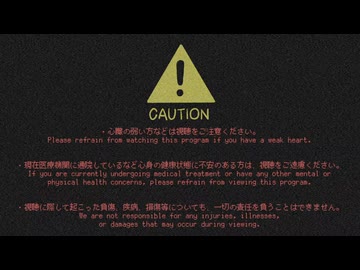 CAUTION
・心臓の弱い方などは視聴をご注意ください。
Please refrain from watching this program if you have a weak heart.
・現在医療機関に通院しているなど心身の健康状態に不安のある方は、視聴をご遠慮ください。
If you are currently undergoing medical treatment or have any other mental or
physical health concerns, please refrain from viewing this program.
・視聴に際して起こった負傷、疾病、損傷等についても、一切の責任を負うことはできません。
We are not responsible for any injuries, illnesses,
or damages that may occur during viewing.